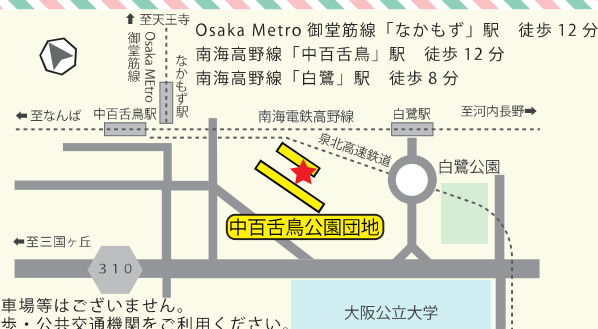 至天王寺
Osaka Metro 御堂筋線「なかもず」駅　徒歩 12 分
南海高野線「中百舌鳥」駅　徒歩 12 分
南海高野線「白鷺」駅　徒歩 8 分
御堂筋線
Osaka MEtro
なかもず駅
至なんば
中百舌鳥駅
南海電鉄高野線
白鷺駅
至河内長野
泉北高速鉄道
白鷺公園
中百舌鳥公園団地
至三国ヶ丘
310
大阪公立大学
車場等はございません。
歩・公共交通機関をご利用ください。